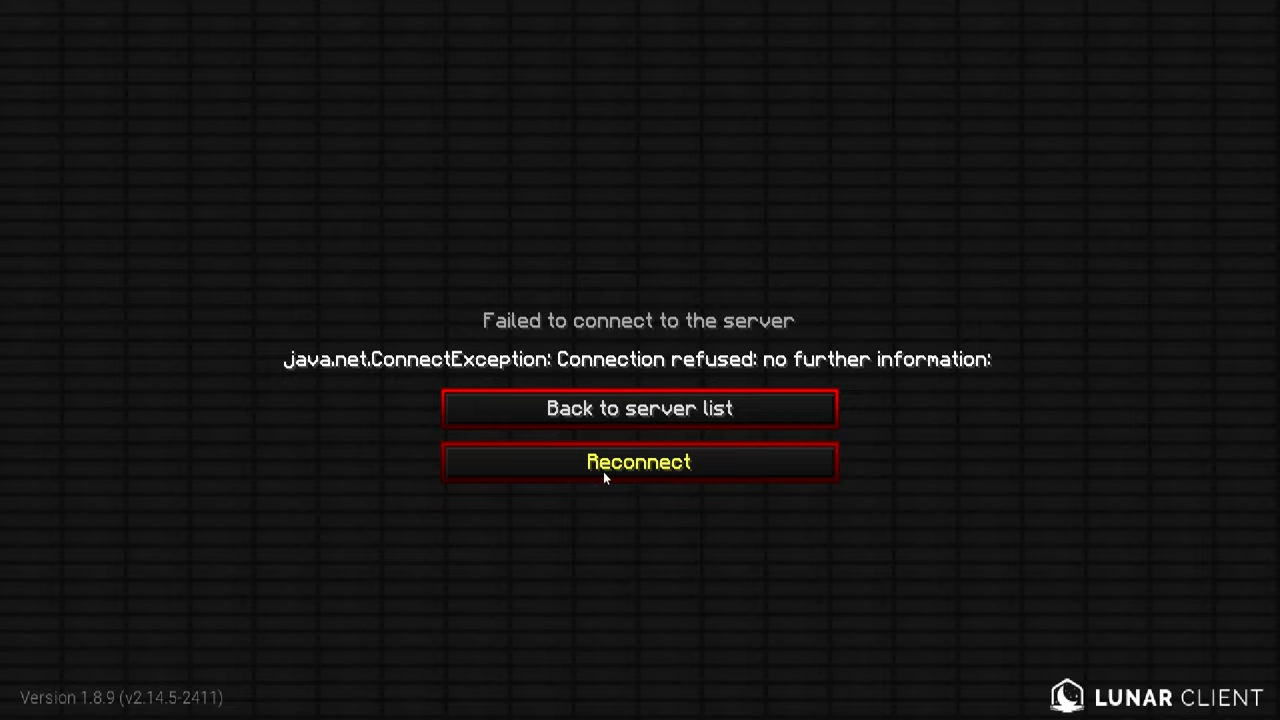 Failed to connect to the server
java.net.ConnectException: Connection refused: no further information:
Back to server list
Reconnect
Version 1.8.9 (v2.14.5-2411)
LUNAR CLIENT